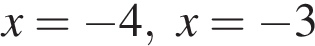 x = −4, x = −3